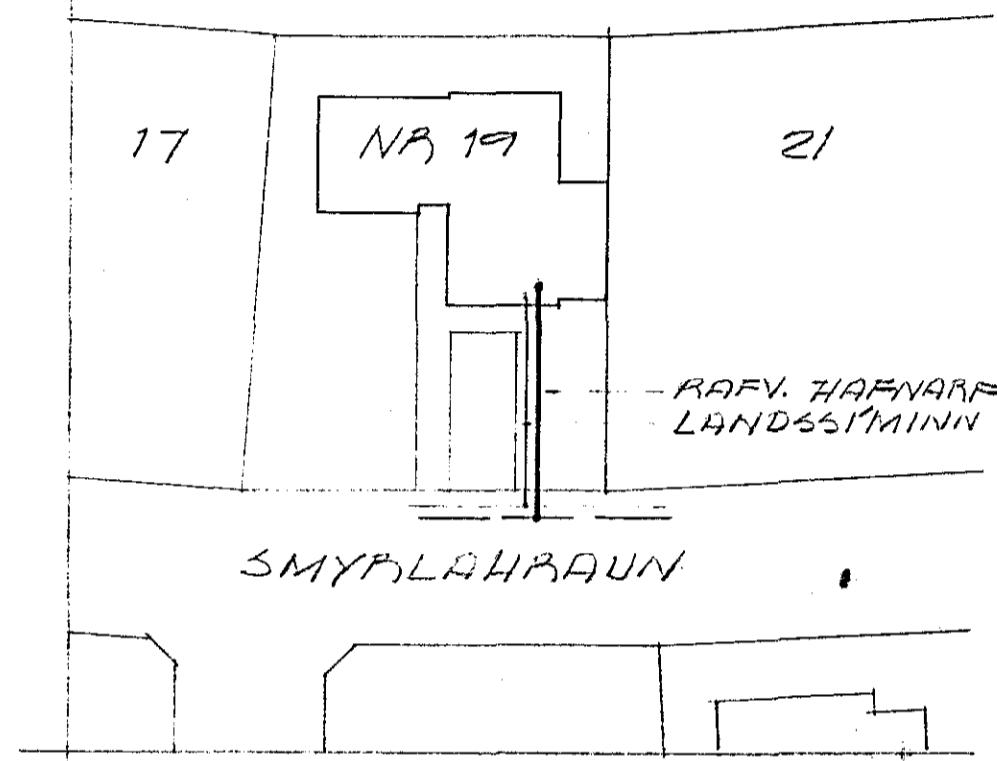 17
NR 19
21
RAFV. HAFNARF
LANDSSÍMINN
SMYRLAHRAUN